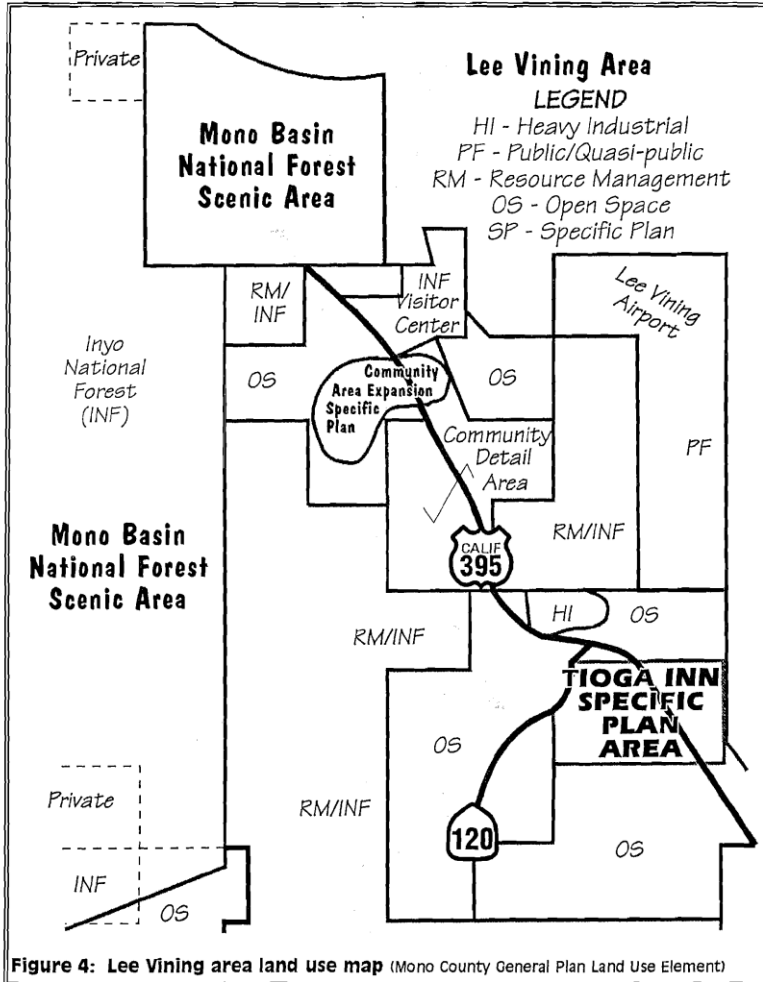 Private
Lee Vining Area
LEGEND
HI - Heavy Industrial
PF - Public/Quasi-public
RM - Resource Management
OS - Open Space
SP - Specific Plan
Mono Basin
National Forest
Scenic Area
RM/
INF
INF
Visitor
Center
Lee Vining
Airport
Inyo
National
Forest
(INF)
OS
Community
Area Expansion
Specific
Plan
OS
Community
Detail
Area
PF
Mono Basin
National Forest
Scenic Area
CALIF
395
RM/INF
RM/INF
HI
OS
TIOGA INN
SPECIFIC
PLAN
AREA
OS
Private
RM/INF
120
OS
INF
OS
Figure 4: Lee Vining area land use map (Mono County General Plan Land Use Element)